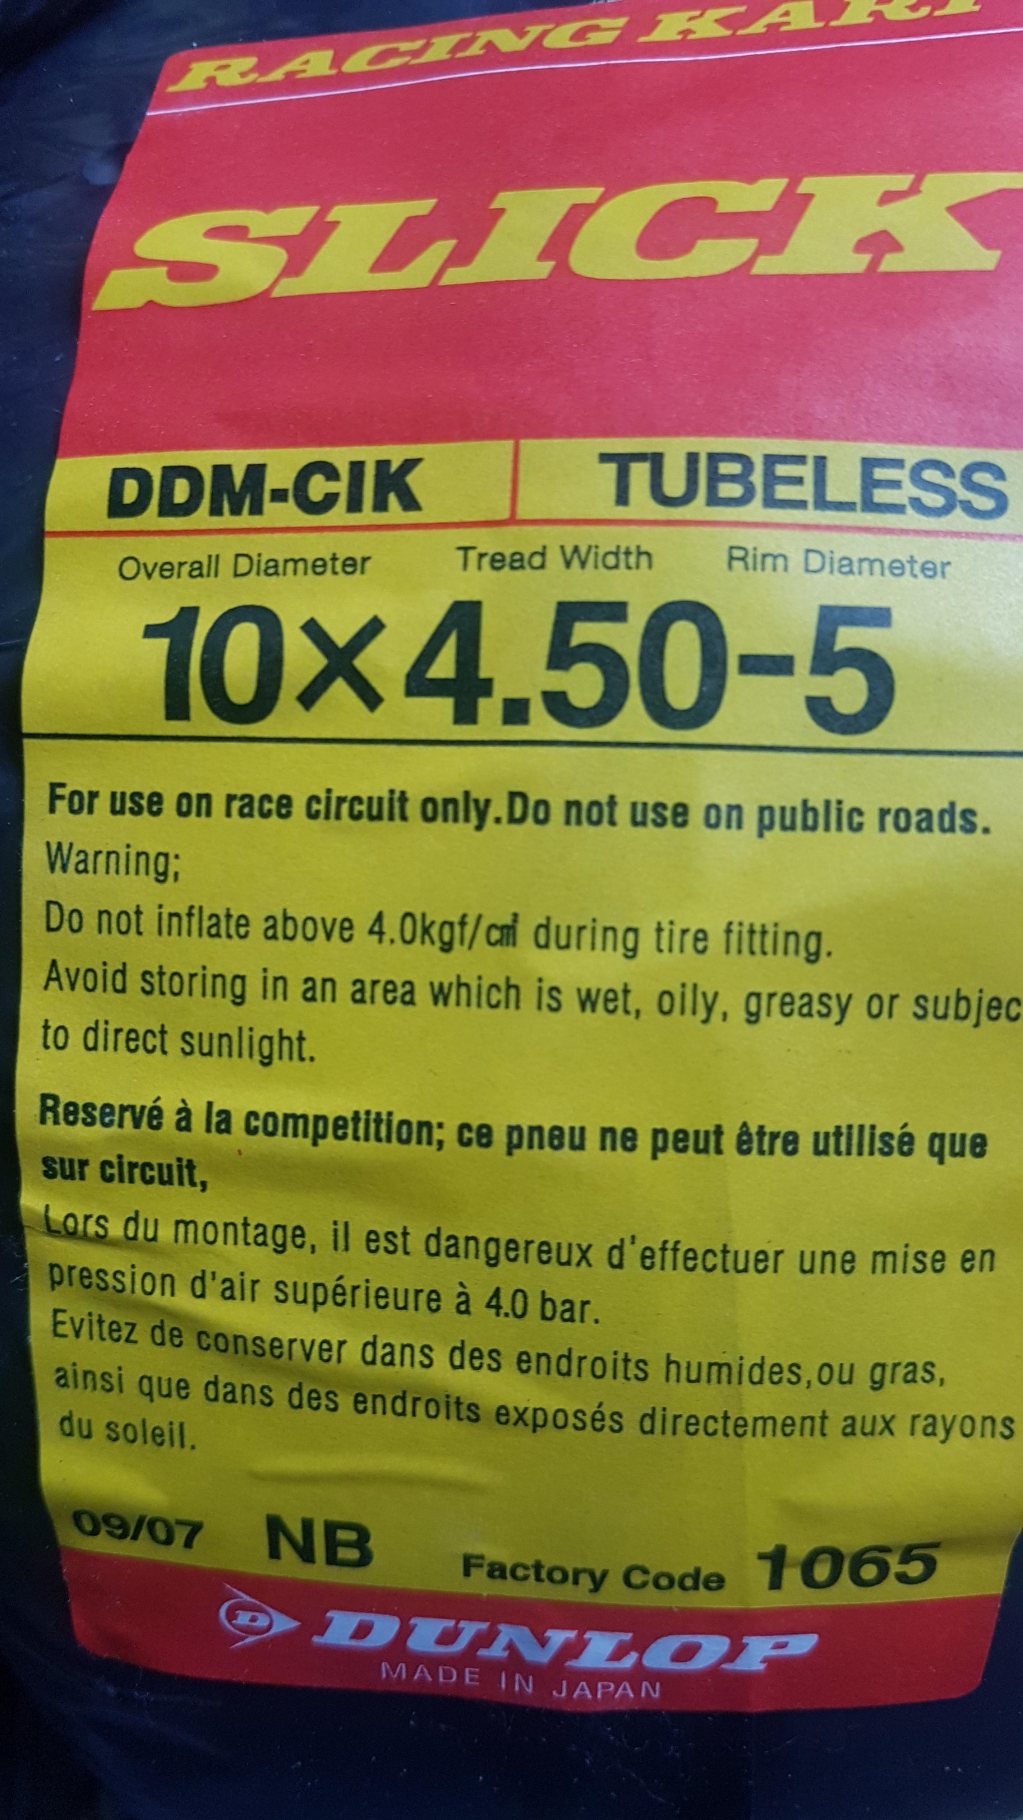 RACING KART
SLICK
DDM-CIK TUBELESS
Overall Diameter Tread Width Rim Diameter
10×4.50-5
For use on race circuit only.Do not use on public roads.
Warning;
Do not inflate above 4.0kgf/c㎡ during tire fitting.
Avoid storing in an area which is wet, oily, greasy or subjec
to direct sunlight.
Reservé à la competition; ce pneu ne peut être utilisé que
sur circuit,
Lors du montage, il est dangereux d'effectuer une mise en
pression d'air supérieure à 4.0 bar.
Evitez de conserver dans des endroits humides,ou gras,
ainsi que dans des endroits exposés directement aux rayons
du soleil.
09/07 NB Factory Code 1065
D DUNLOP
MADE IN JAPAN